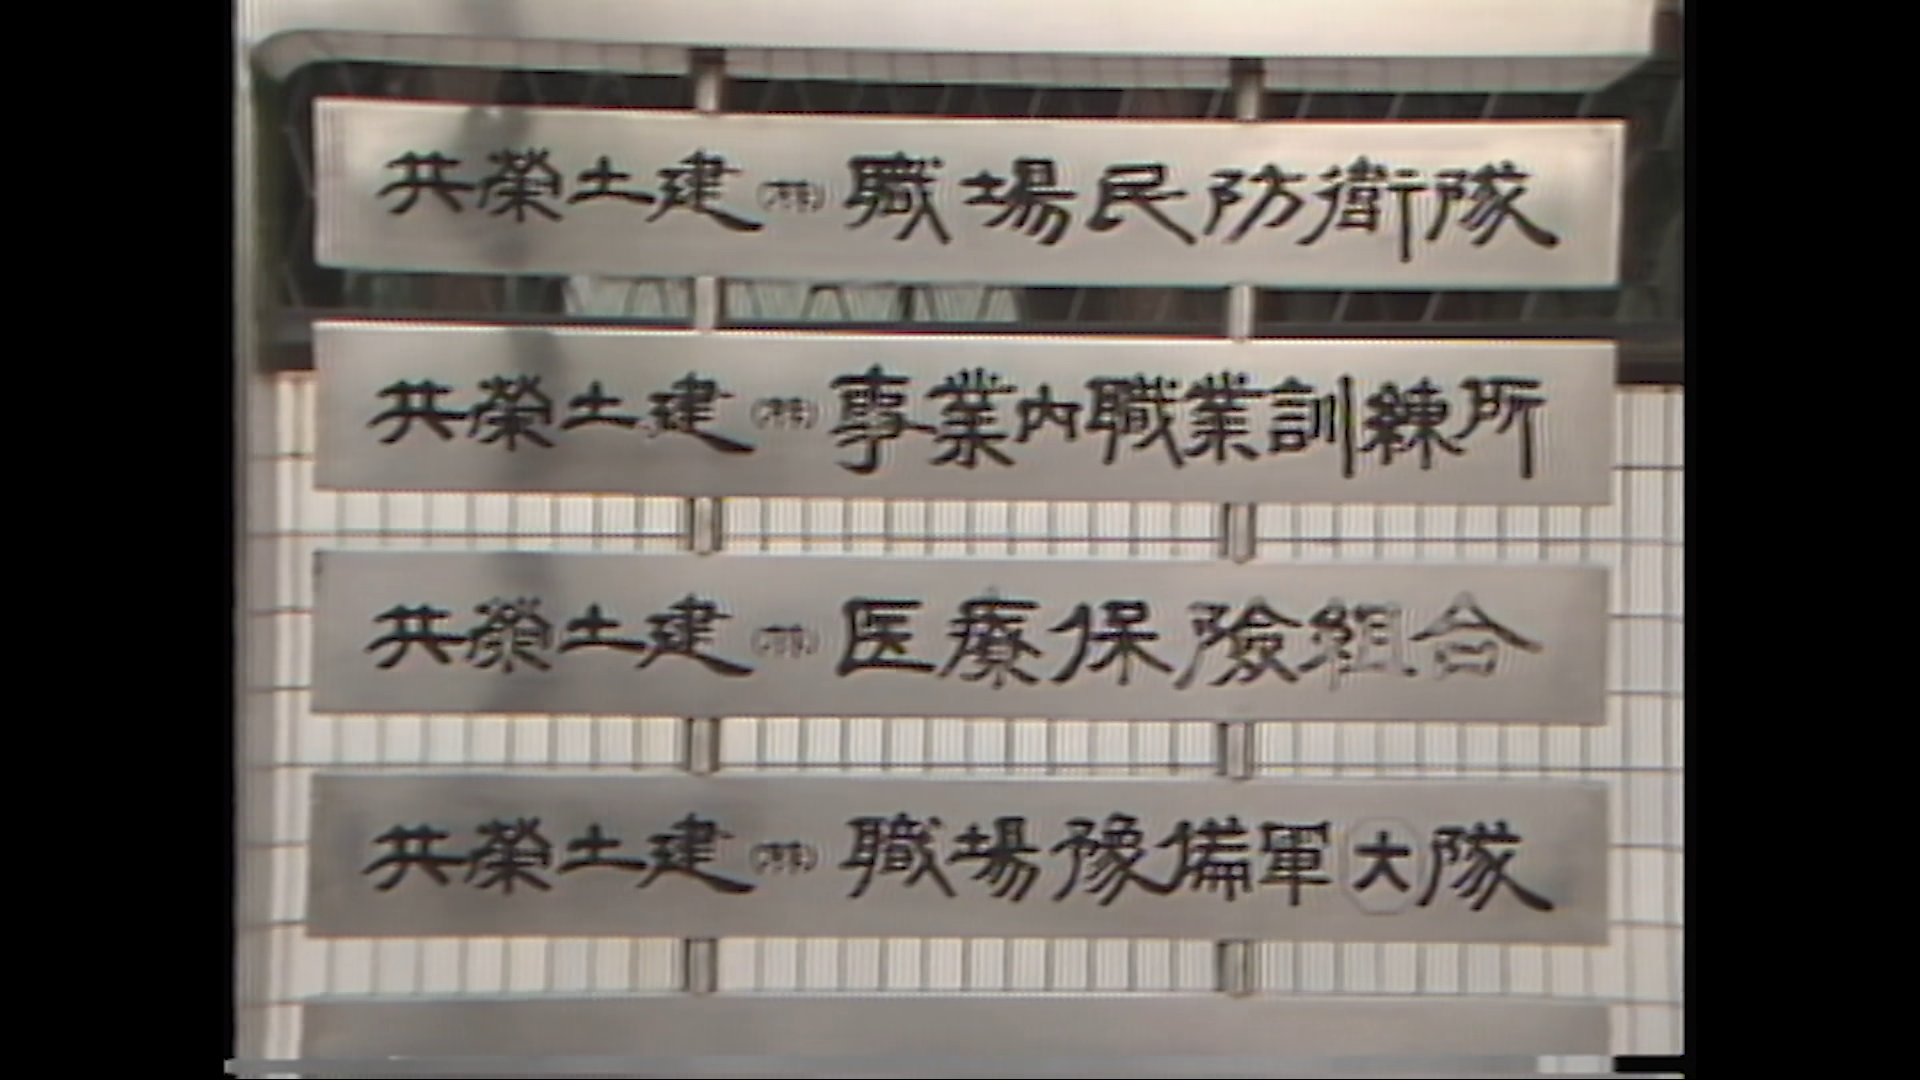 共榮土建(株)職場民防衛隊
共榮土建(株)事業內職業訓練所
共榮土建(株)医療保險組合
共榮土建(株)職場豫備軍大隊